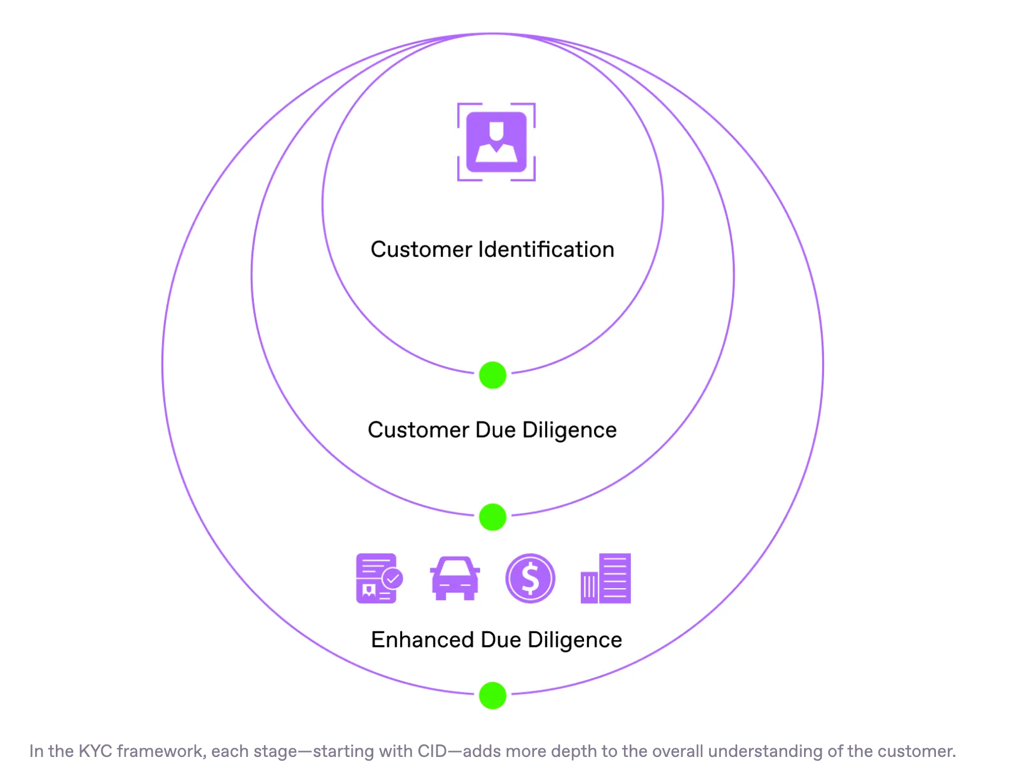 Customer Identification
Customer Due Diligence
$
Enhanced Due Diligence
In the KYC framework, each stage—starting with CID—adds more depth to the overall understanding of the customer.